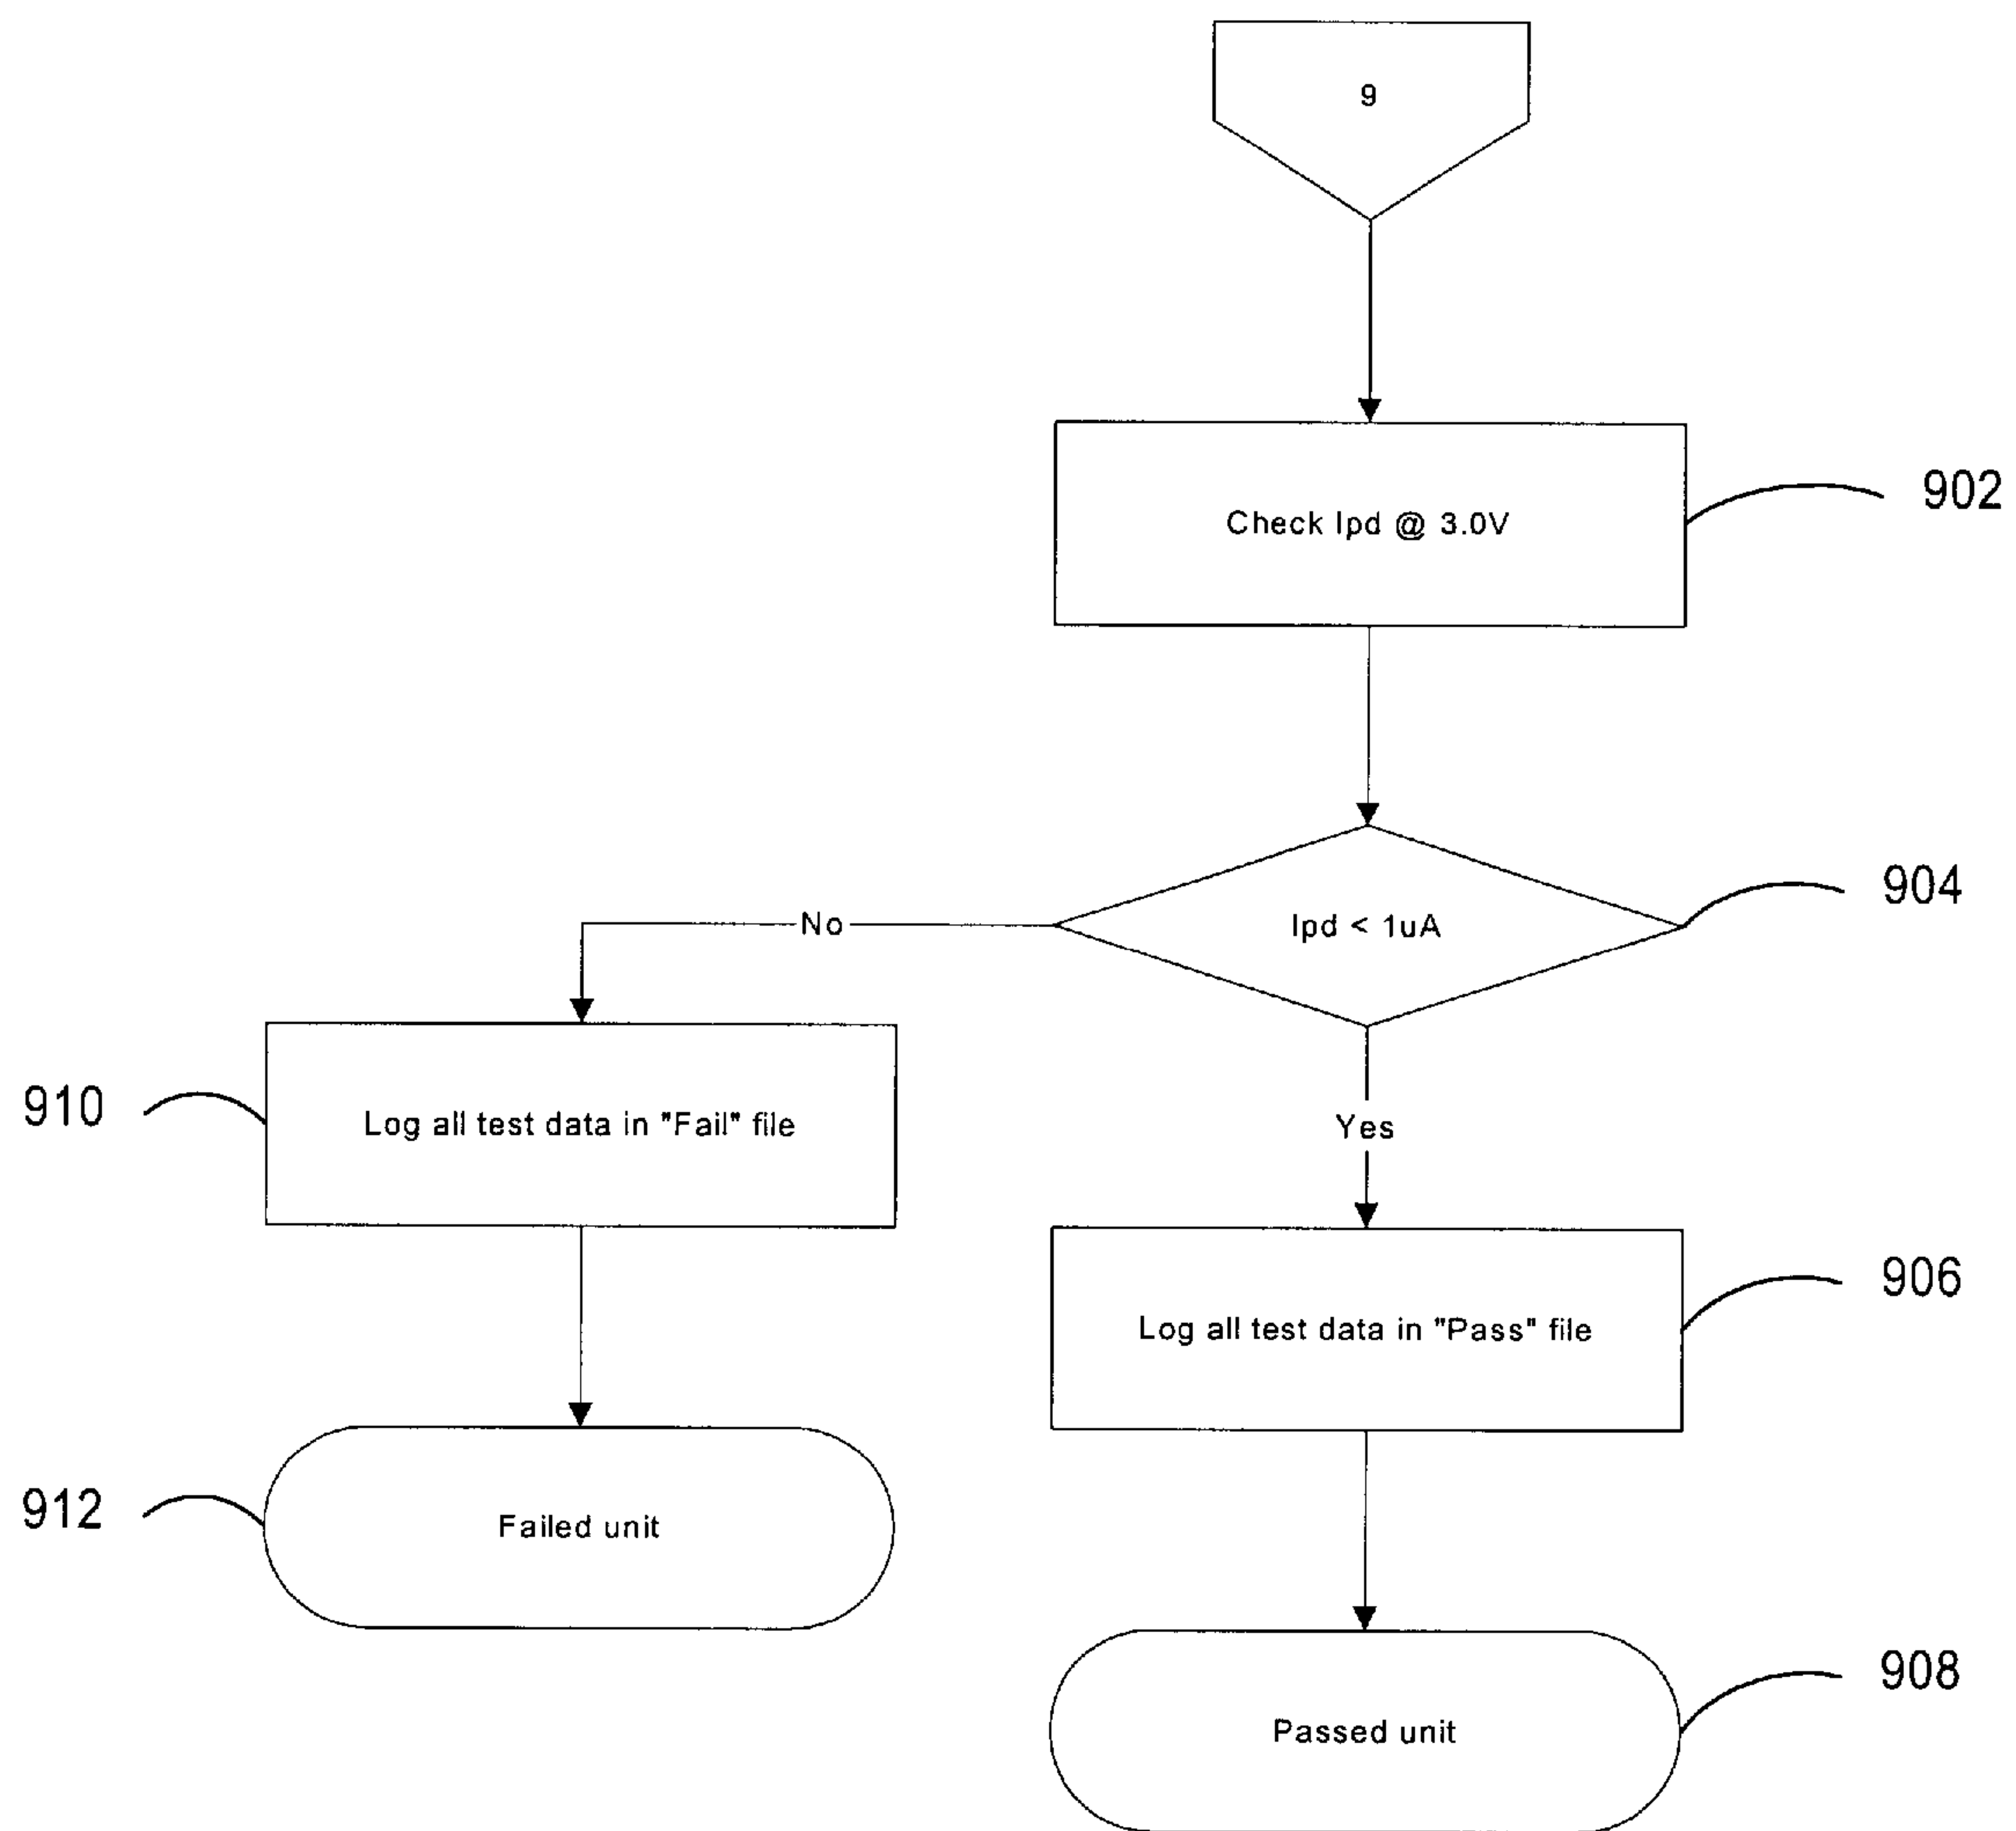 9
Check Ipd @ 3.0V
902
Ipd < 1uA
904
No
Yes
910
Log all test data in "Fail" file
Log all test data in "Pass" file
906
912
Failed unit
Passed unit
908